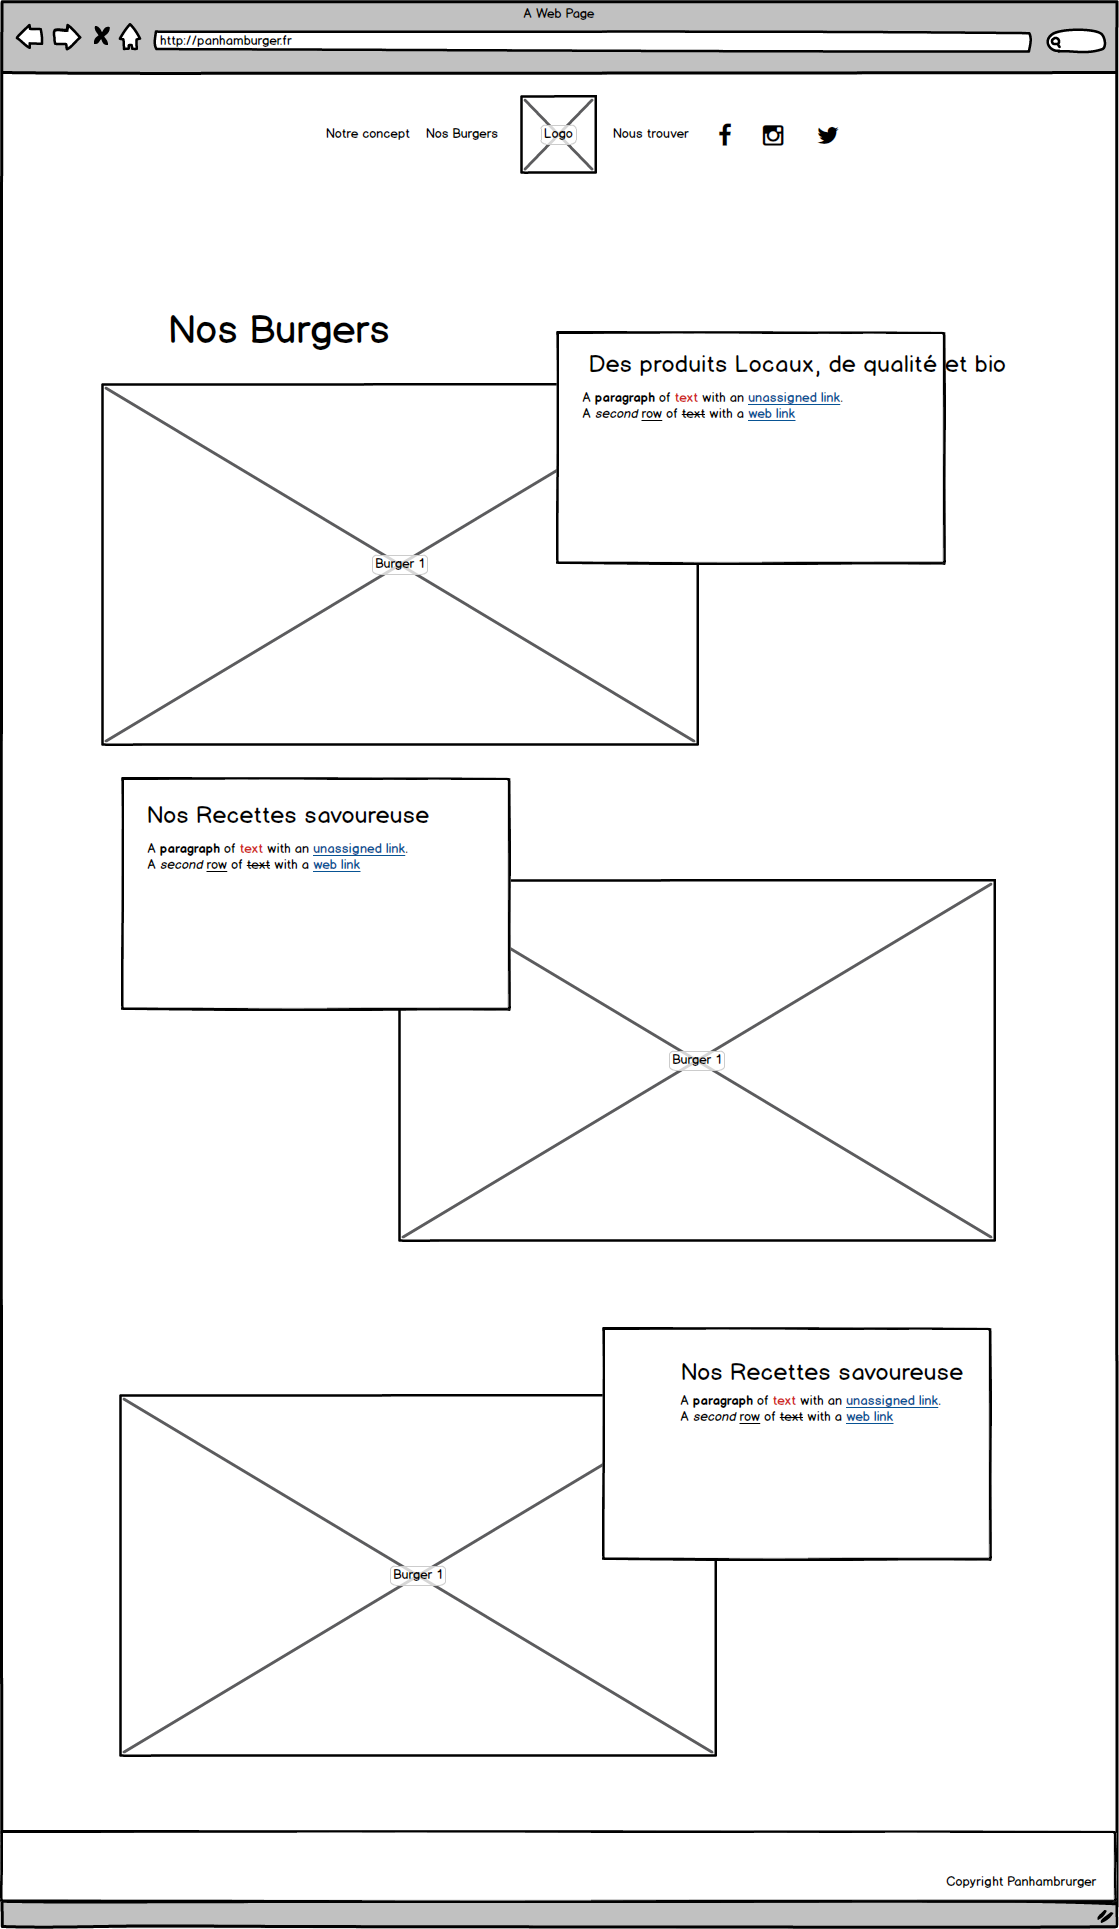 A Web Page
http://panhamburger.fr
Notre concept Nos Burgers Logo Nous trouver
Nos Burgers
Des produits Locaux, de qualité et bio
A paragraph of text with an unassigned link.
A second row of text with a web link
Burger 1
Nos Recettes savoureuse
A paragraph of text with an unassigned link.
A second row of text with a web link
Burger 1
Nos Recettes savoureuse
A paragraph of text with an unassigned link.
A second row of text with a web link
Burger 1
Copyright Panhambrurger